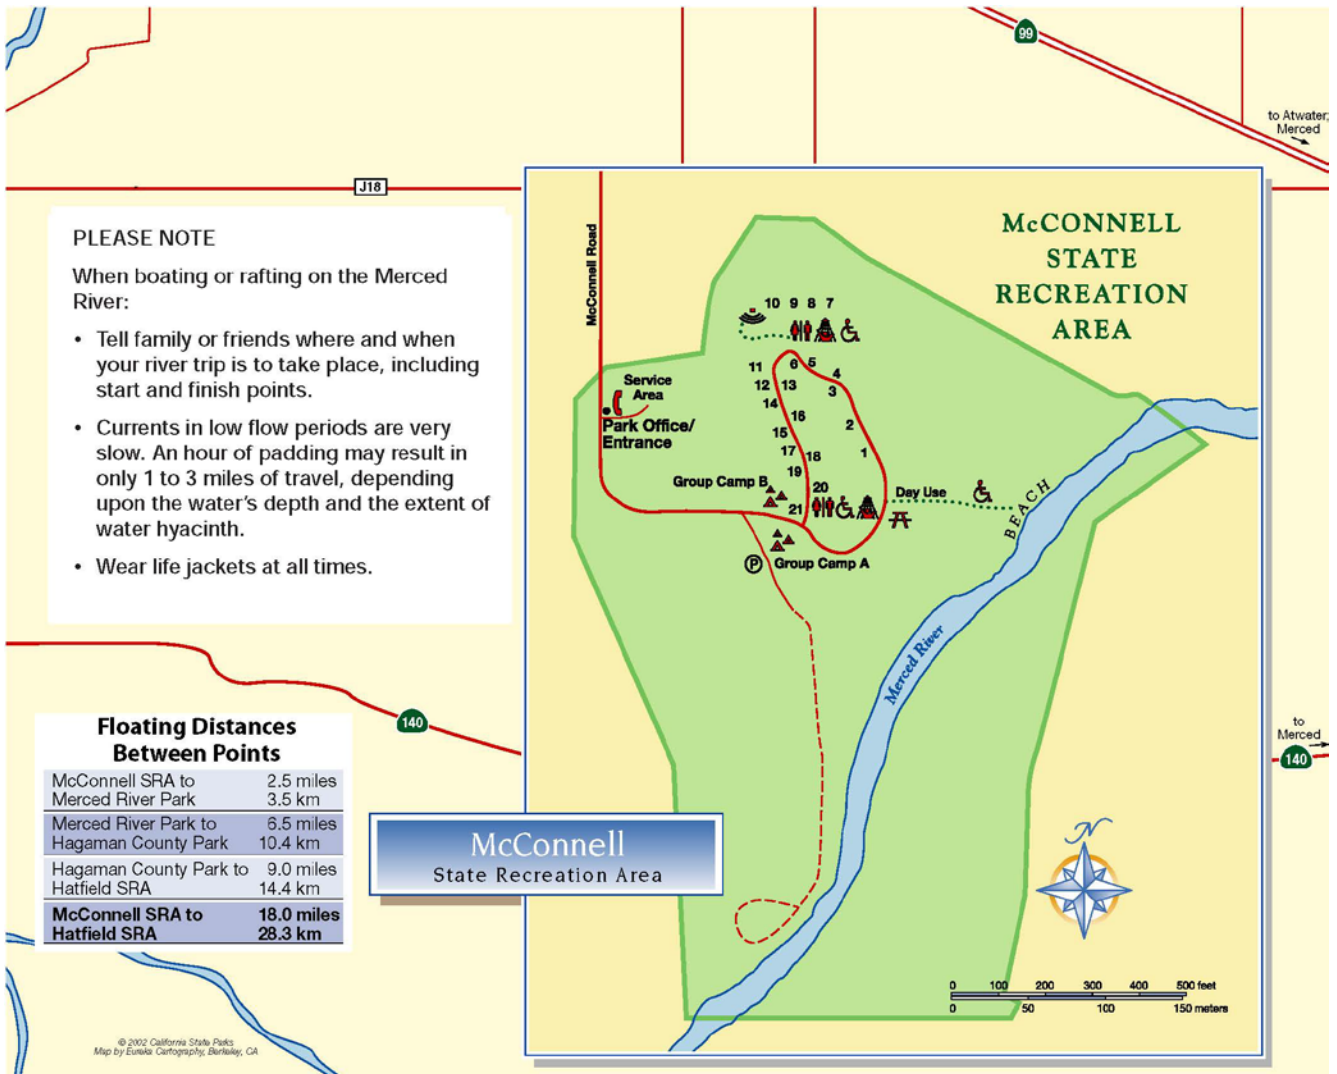 99
to Atwater,
Merced
J18
PLEASE NOTE
When boating or rafting on the Merced
River:
• Tell family or friends where and when
your river trip is to take place, including
start and finish points.
• Currents in low flow periods are very
slow. An hour of padding may result in
only 1 to 3 miles of travel, depending
upon the water's depth and the extent of
water hyacinth.
• Wear life jackets at all times.
McCONNELL
STATE
RECREATION
AREA
McConnell Road
10 9 8 7
11 6 5 4
12 13 3
14 16 2
15
17 18 1
19
20
21
Service
Area
Park Office/
Entrance
Group Camp B
Day Use
BEACH
P
Group Camp A
Merced River
140
to
Merced
140
Floating Distances
Between Points
McConnell SRA to 2.5 miles
Merced River Park 3.5 km
Merced River Park to 6.5 miles
Hagaman County Park 10.4 km
Hagaman County Park to 9.0 miles
Hatfield SRA 14.4 km
McConnell SRA to 18.0 miles
Hatfield SRA 28.3 km
McConnell
State Recreation Area
N
0 100 200 300 400 500 feet
0 50 100 150 meters
© 2002 California State Parks
Map by Eureka Cartography, Berkeley, CA